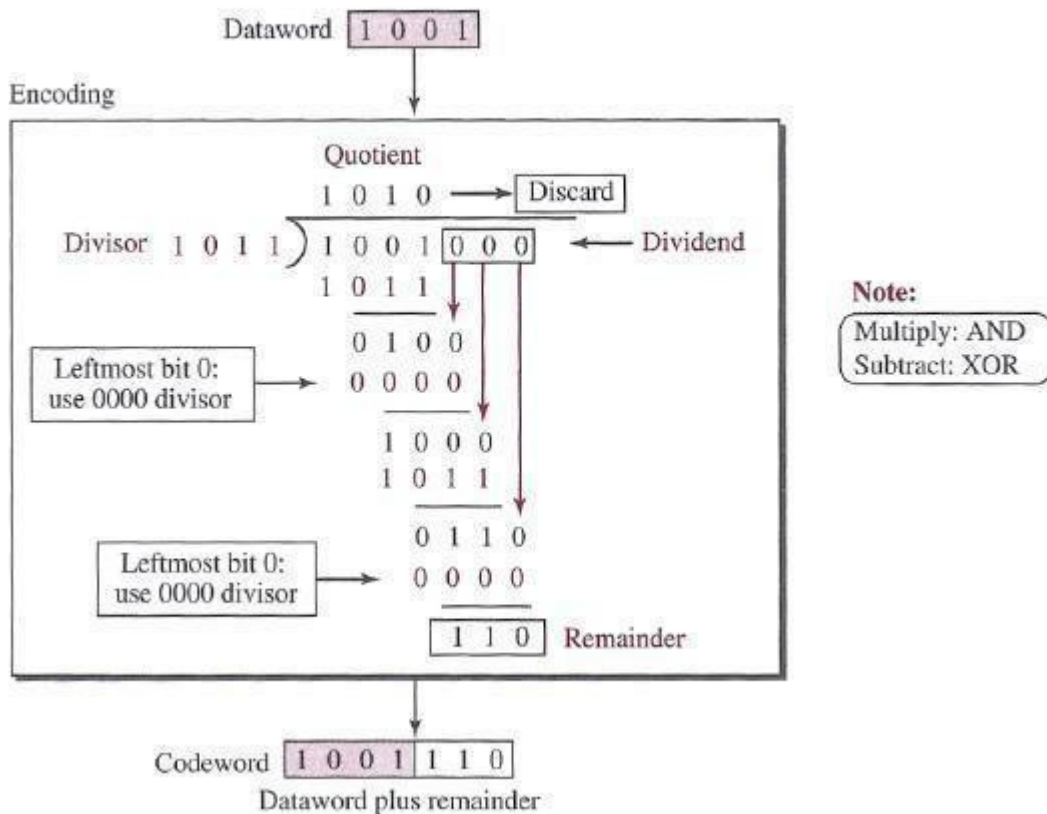 Dataword 1 0 0 1
Encoding
Quotient
1 0 1 0 Discard
Divisor 1 0 1 1 1 0 0 1 0 0 0 Dividend
1 0 1 1
0 1 0 0
Leftmost bit 0:
use 0000 divisor
0 0 0 0
1 0 0 0
1 0 1 1
0 1 1 0
Leftmost bit 0:
use 0000 divisor
0 0 0 0
1 1 0 Remainder
Note:
Multiply: AND
Subtract: XOR
Codeword 1 0 0 1 1 1 0
Dataword plus remainder